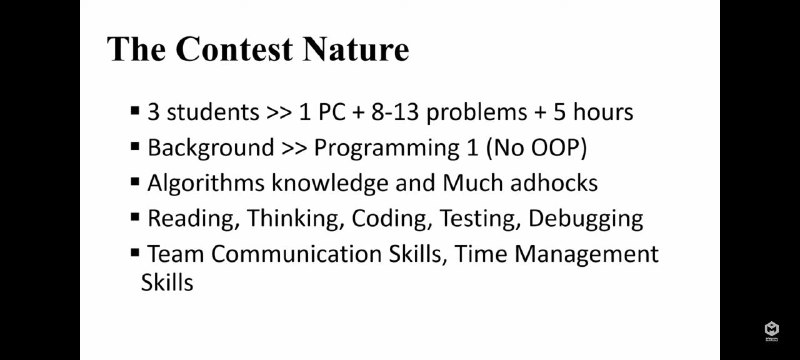 The Contest Nature
▪ 3 students >> 1 PC + 8-13 problems + 5 hours
▪ Background >> Programming 1 (No OOP)
▪ Algorithms knowledge and Much adhocks
▪ Reading, Thinking, Coding, Testing, Debugging
▪ Team Communication Skills, Time Management
Skills